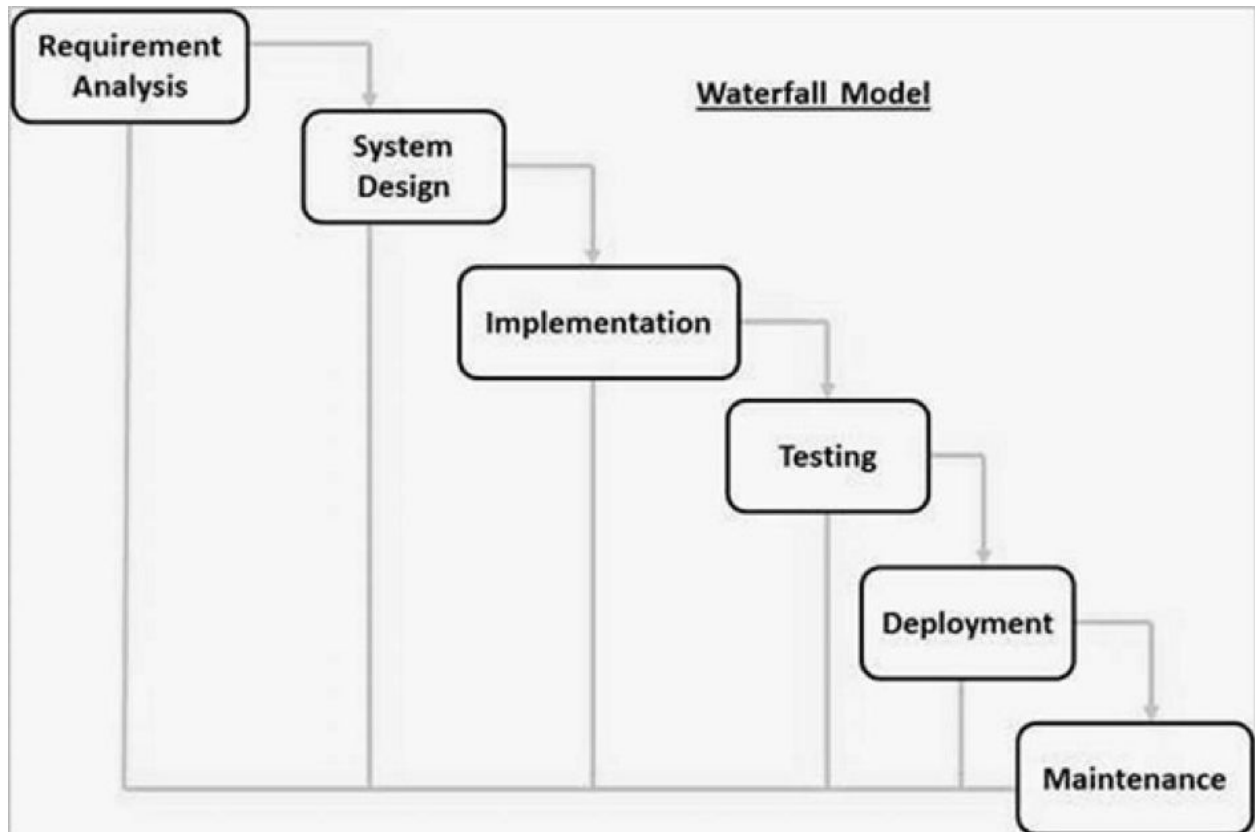 Requirement
Analysis
Waterfall Model
System
Design
Implementation
Testing
Deployment
Maintenance